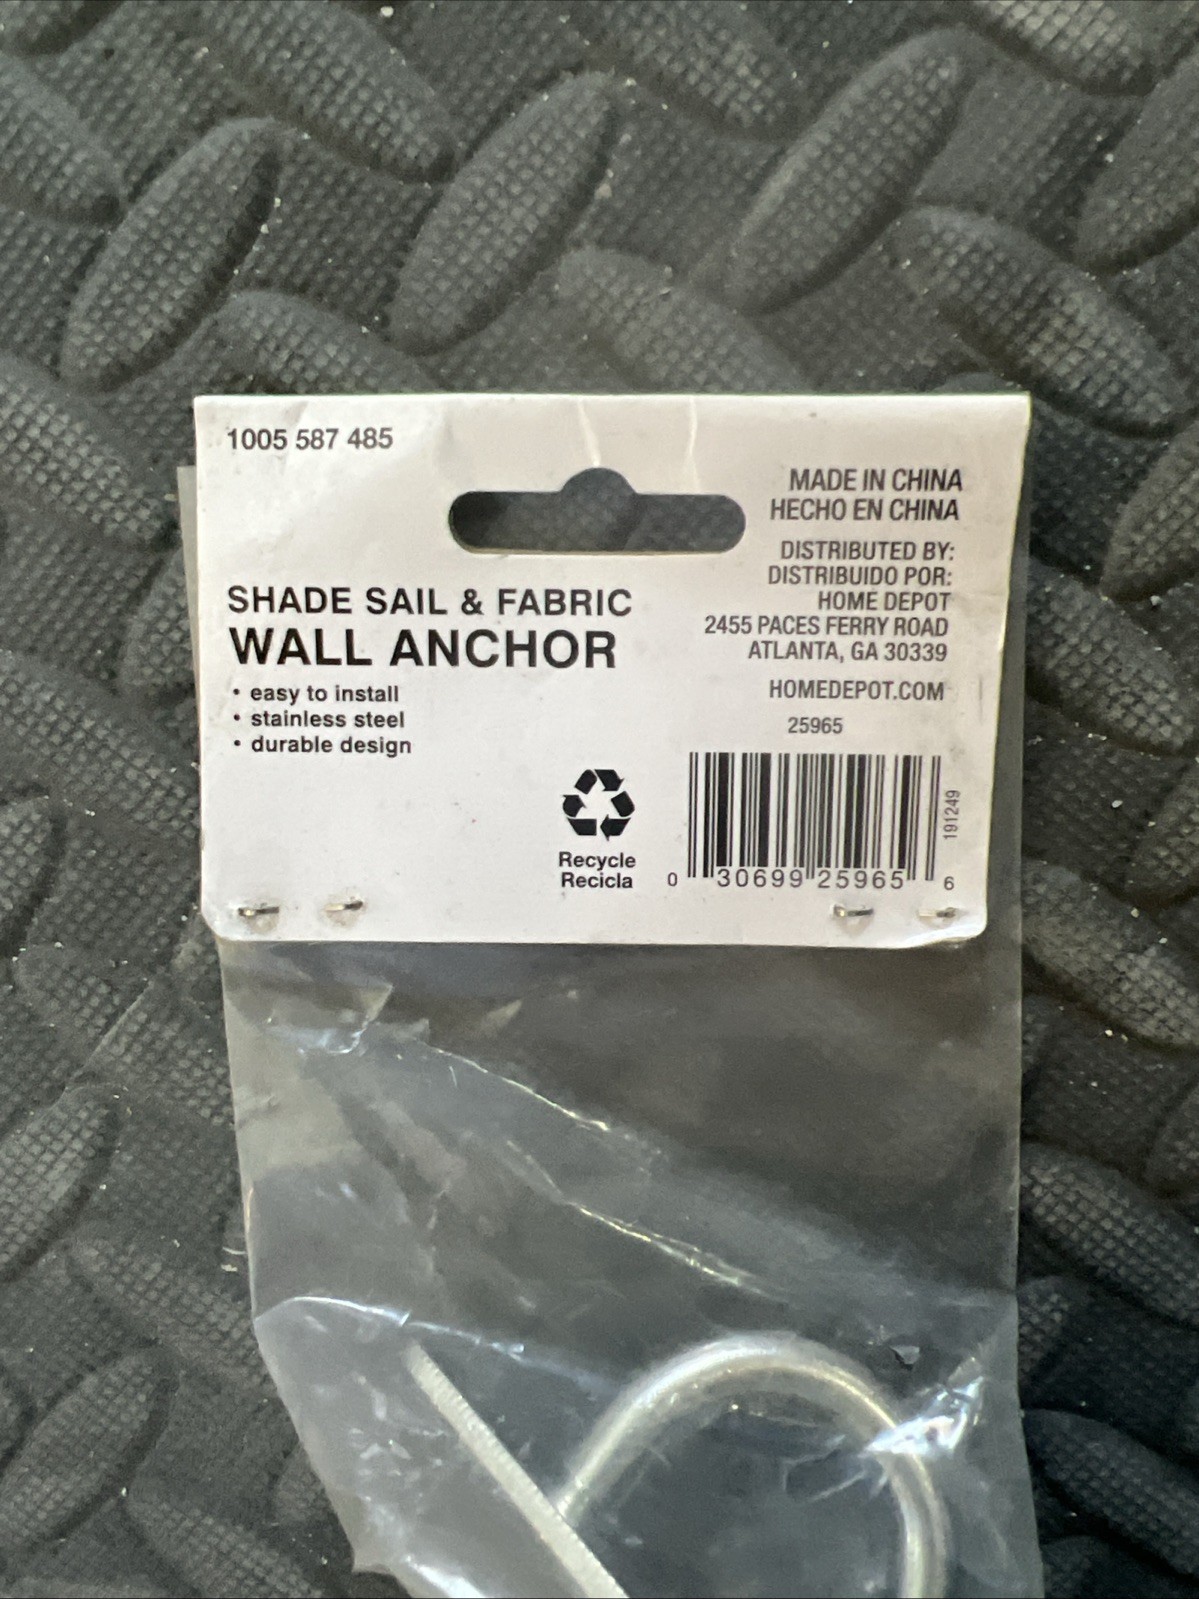 1005 587 485
MADE IN CHINA
HECHO EN CHINA
DISTRIBUTED BY:
DISTRIBUIDO POR:
HOME DEPOT
2455 PACES FERRY ROAD
ATLANTA, GA 30339
HOMEDEPOT.COM
25965
SHADE SAIL & FABRIC
WALL ANCHOR
• easy to install
• stainless steel
• durable design
Recycle
Recicla
0 30699 25965 6
191249